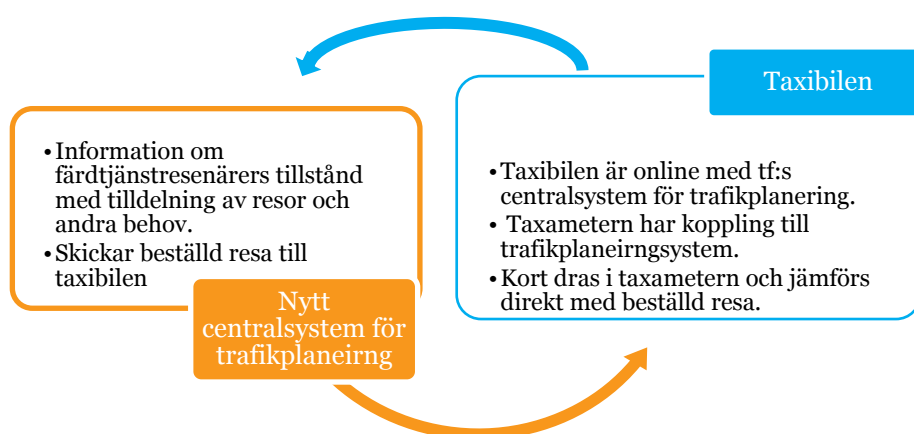 • Information om
färdtjänstresenärers tillstånd
med tilldelning av resor och
andra behov.
• Skickar beställd resa till
taxibilen
Nytt
centralsystem för
trafikplaneirng
Taxibilen
• Taxibilen är online med tf:s
centralsystem för trafikplanering.
• Taxametern har koppling till
trafikplaneirngsystem.
• Kort dras i taxametern och jämförs
direkt med beställd resa.